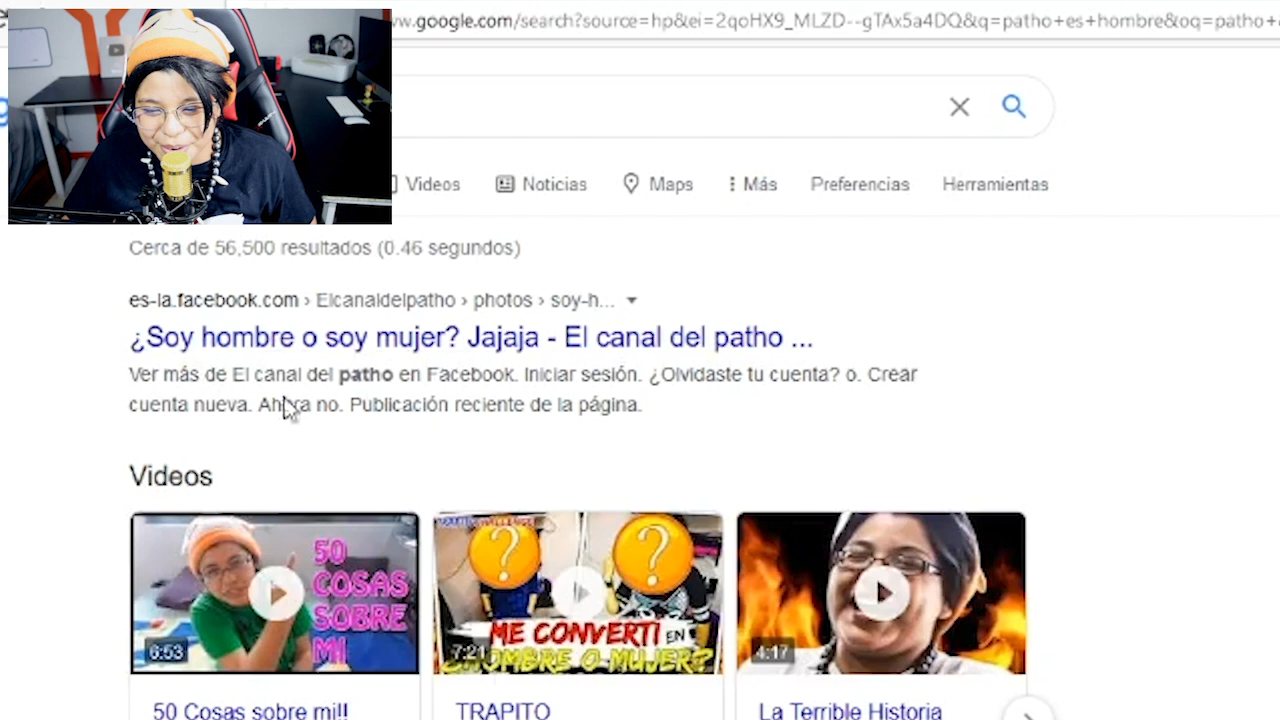 ww.google.com/search?source=hp&ei=2qoHX9_MLZD--gTAx5a4DQ&q=patho+es+hombre&oq=patho+
Videos
Noticias
Maps
Más
Preferencias
Herramientas
Cerca de 56,500 resultados (0.46 segundos)
es-la.facebook.com › Elcanaldelpatho › photos › soy-h...
¿Soy hombre o soy mujer? Jajaja - El canal del patho ...
Ver más de El canal del patho en Facebook. Iniciar sesión. ¿Olvidaste tu cuenta? o. Crear
cuenta nueva. Ahora no. Publicación reciente de la página.
Videos
50
COSAS
SOBRE
MI
6:53
ME CONVERTÍ EN
¿HOMBRE O MUJER?
7:21
4:17
50 Cosas sobre mi!!
TRAPITO
La Terrible Historia